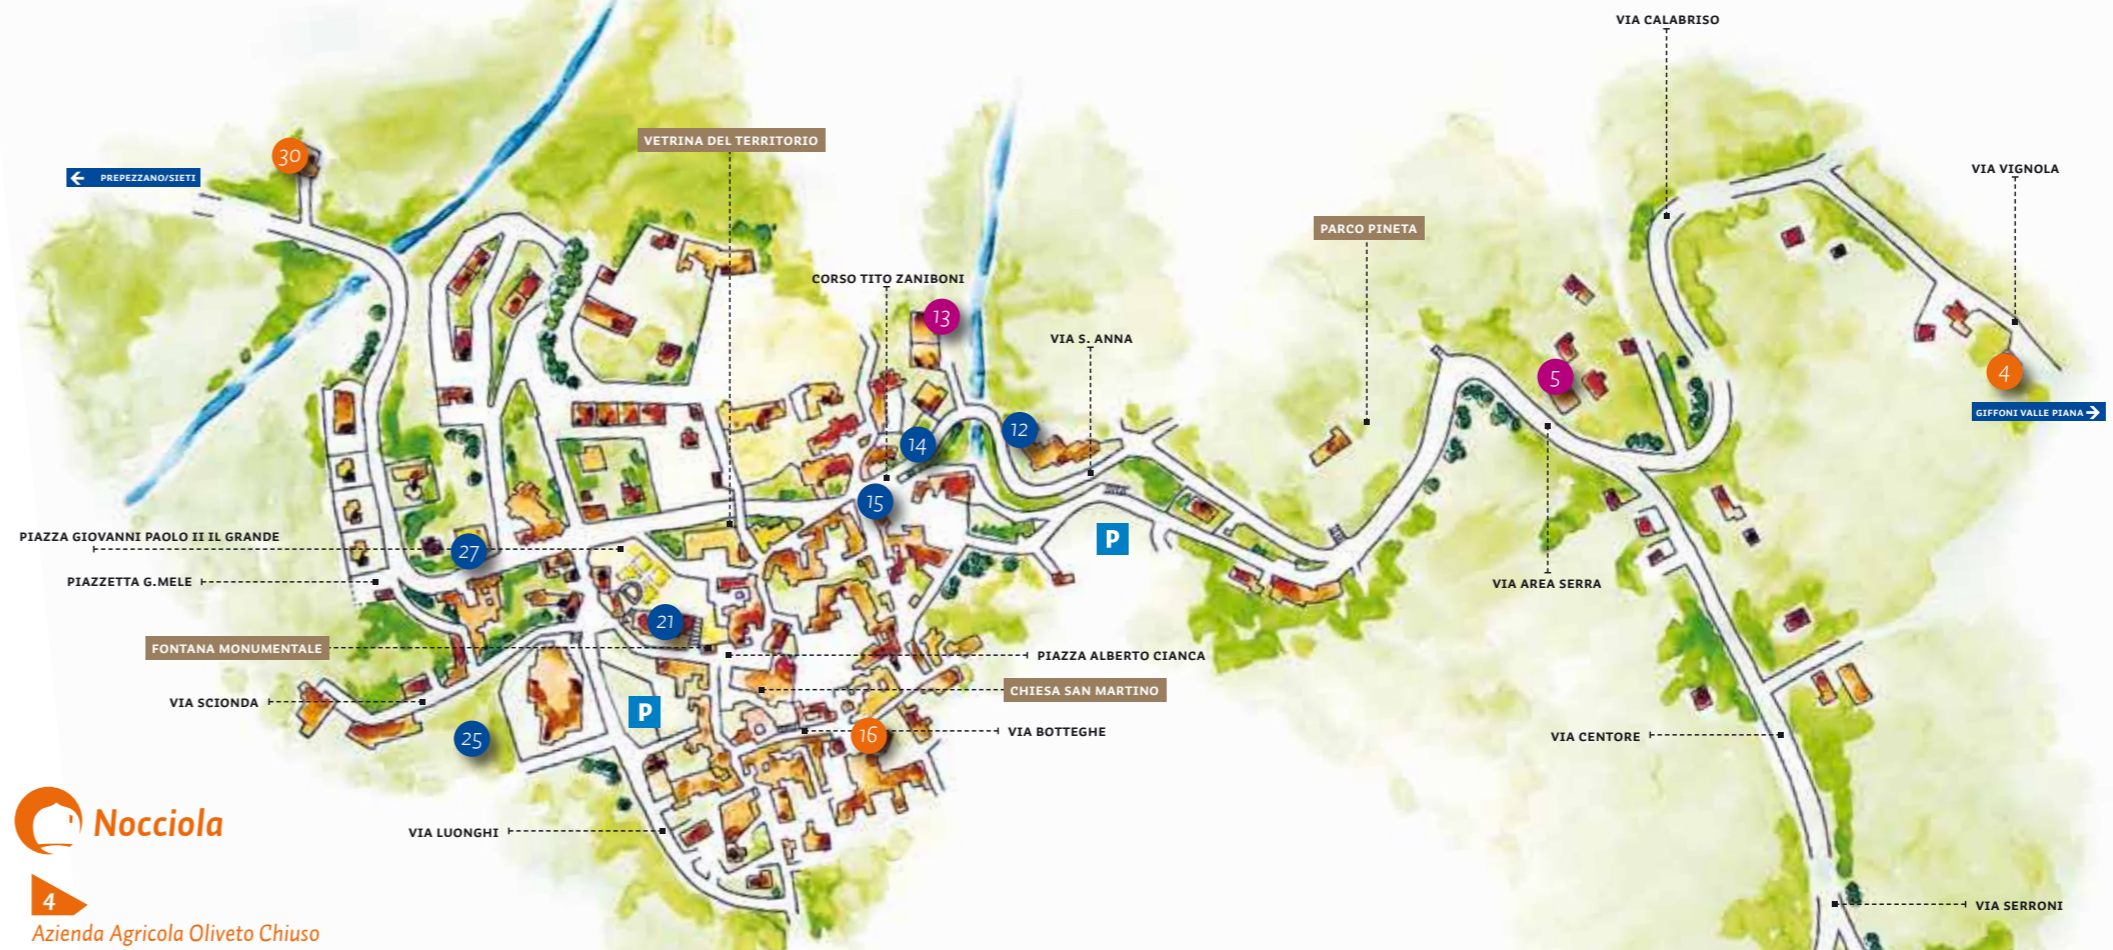 VIA CALABRISO
VETRINA DEL TERRITORIO
30
PREPEZZANO/SIETI
VIA VIGNOLA
PARCO PINETA
CORSO TITO ZANIBONI
13
VIA S. ANNA
5
4
GIFFONI VALLE PIANA
14
12
15
P
PIAZZA GIOVANNI PAOLO II IL GRANDE
27
PIAZZETTA G.MELE
VIA AREA SERRA
21
FONTANA MONUMENTALE
PIAZZA ALBERTO CIANCA
CHIESA SAN MARTINO
VIA SCIONDA
P
25
VIA BOTTEGHE
16
VIA CENTORE
Nocciola
VIA LUONGHI
4
VIA SERRONI
Azienda Agricola Oliveto Chiuso